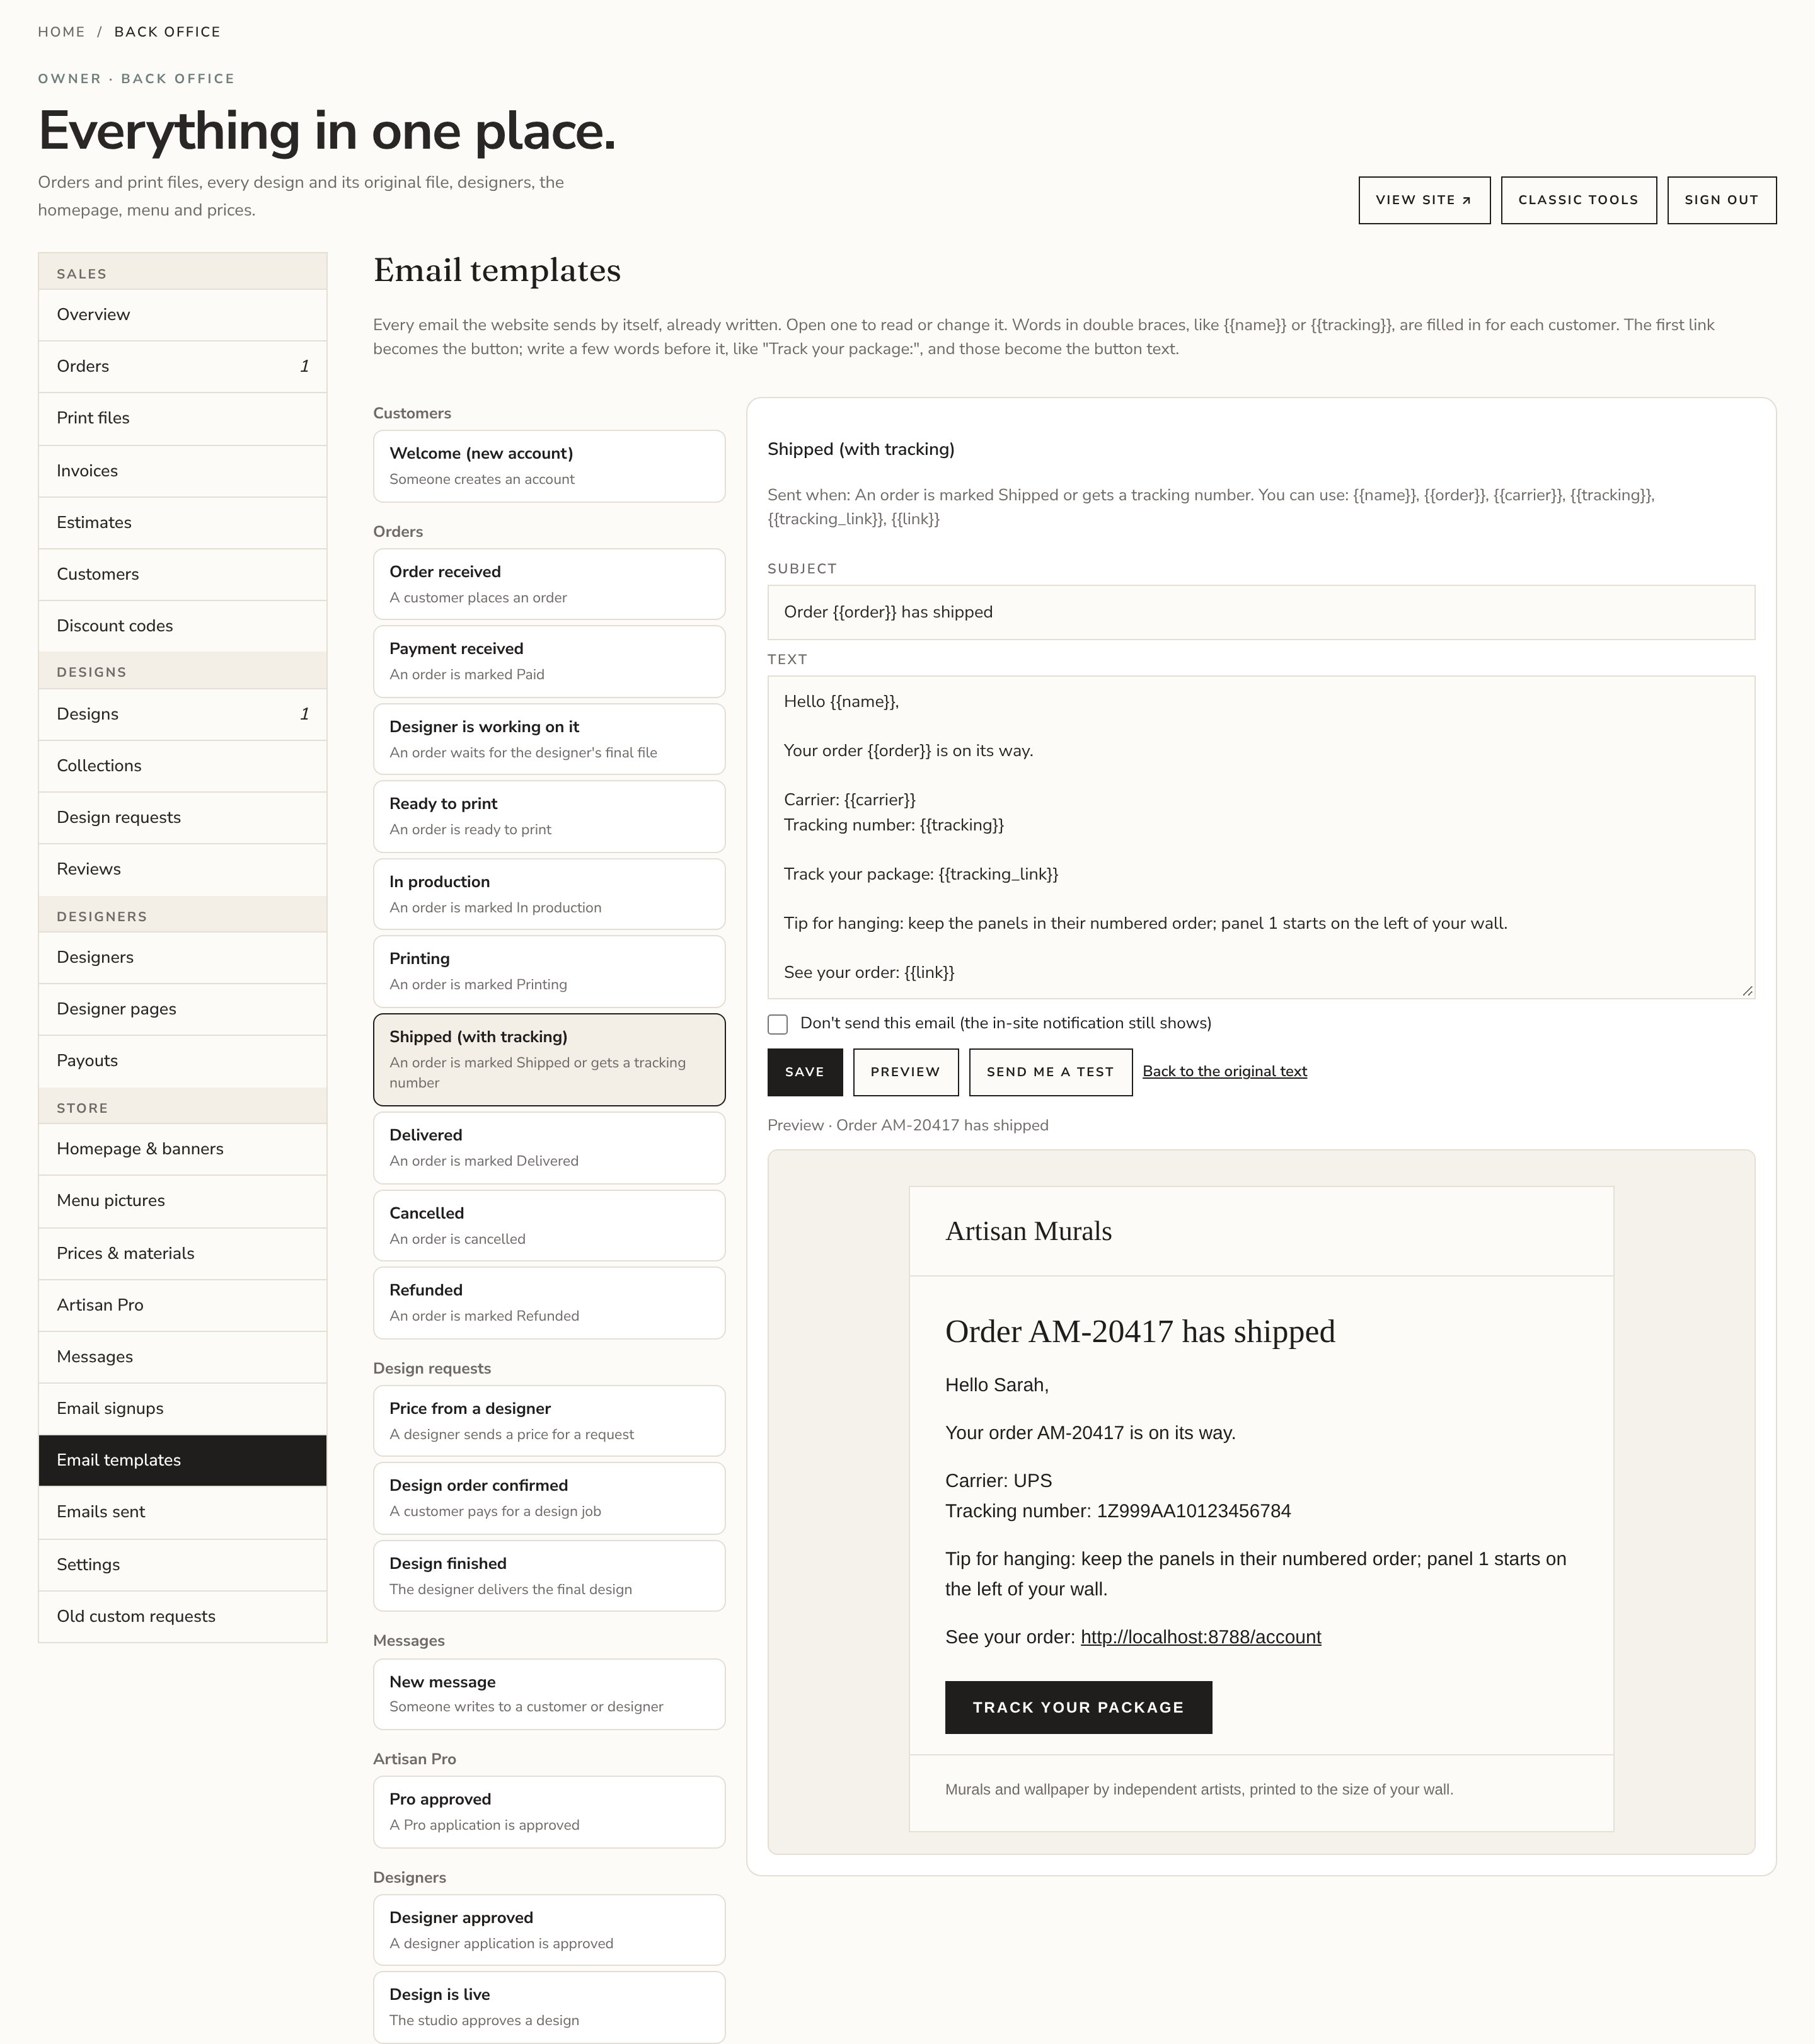 HOME / BACK OFFICE
OWNER · BACK OFFICE
Everything in one place.
Orders and print files, every design and its original file, designers, the
homepage, menu and prices.
VIEW SITE ↗
CLASSIC TOOLS
SIGN OUT
SALES
Overview
Orders 1
Print files
Invoices
Estimates
Customers
Discount codes
DESIGNS
Designs 1
Collections
Design requests
Reviews
DESIGNERS
Designers
Designer pages
Payouts
STORE
Homepage & banners
Menu pictures
Prices & materials
Artisan Pro
Messages
Email signups
Email templates
Emails sent
Settings
Old custom requests
Email templates
Every email the website sends by itself, already written. Open one to read or change it. Words in double braces, like {{name}} or {{tracking}}, are filled in for each customer. The first link
becomes the button; write a few words before it, like "Track your package:", and those become the button text.
Customers
Welcome (new account)
Someone creates an account
Orders
Order received
A customer places an order
Payment received
An order is marked Paid
Designer is working on it
An order waits for the designer's final file
Ready to print
An order is ready to print
In production
An order is marked In production
Printing
An order is marked Printing
Shipped (with tracking)
An order is marked Shipped or gets a tracking
number
Delivered
An order is marked Delivered
Cancelled
An order is cancelled
Refunded
An order is marked Refunded
Design requests
Price from a designer
A designer sends a price for a request
Design order confirmed
A customer pays for a design job
Design finished
The designer delivers the final design
Messages
New message
Someone writes to a customer or designer
Artisan Pro
Pro approved
A Pro application is approved
Designers
Designer approved
A designer application is approved
Design is live
The studio approves a design
Shipped (with tracking)
Sent when: An order is marked Shipped or gets a tracking number. You can use: {{name}}, {{order}}, {{carrier}}, {{tracking}},
{{tracking_link}}, {{link}}
SUBJECT
Order {{order}} has shipped
TEXT
Hello {{name}},
Your order {{order}} is on its way.
Carrier: {{carrier}}
Tracking number: {{tracking}}
Track your package: {{tracking_link}}
Tip for hanging: keep the panels in their numbered order; panel 1 starts on the left of your wall.
See your order: {{link}}
Don't send this email (the in-site notification still shows)
SAVE
PREVIEW
SEND ME A TEST
Back to the original text
Preview · Order AM-20417 has shipped
Artisan Murals
Order AM-20417 has shipped
Hello Sarah,
Your order AM-20417 is on its way.
Carrier: UPS
Tracking number: 1Z999AA10123456784
Tip for hanging: keep the panels in their numbered order; panel 1 starts on
the left of your wall.
See your order: http://localhost:8788/account
TRACK YOUR PACKAGE
Murals and wallpaper by independent artists, printed to the size of your wall.